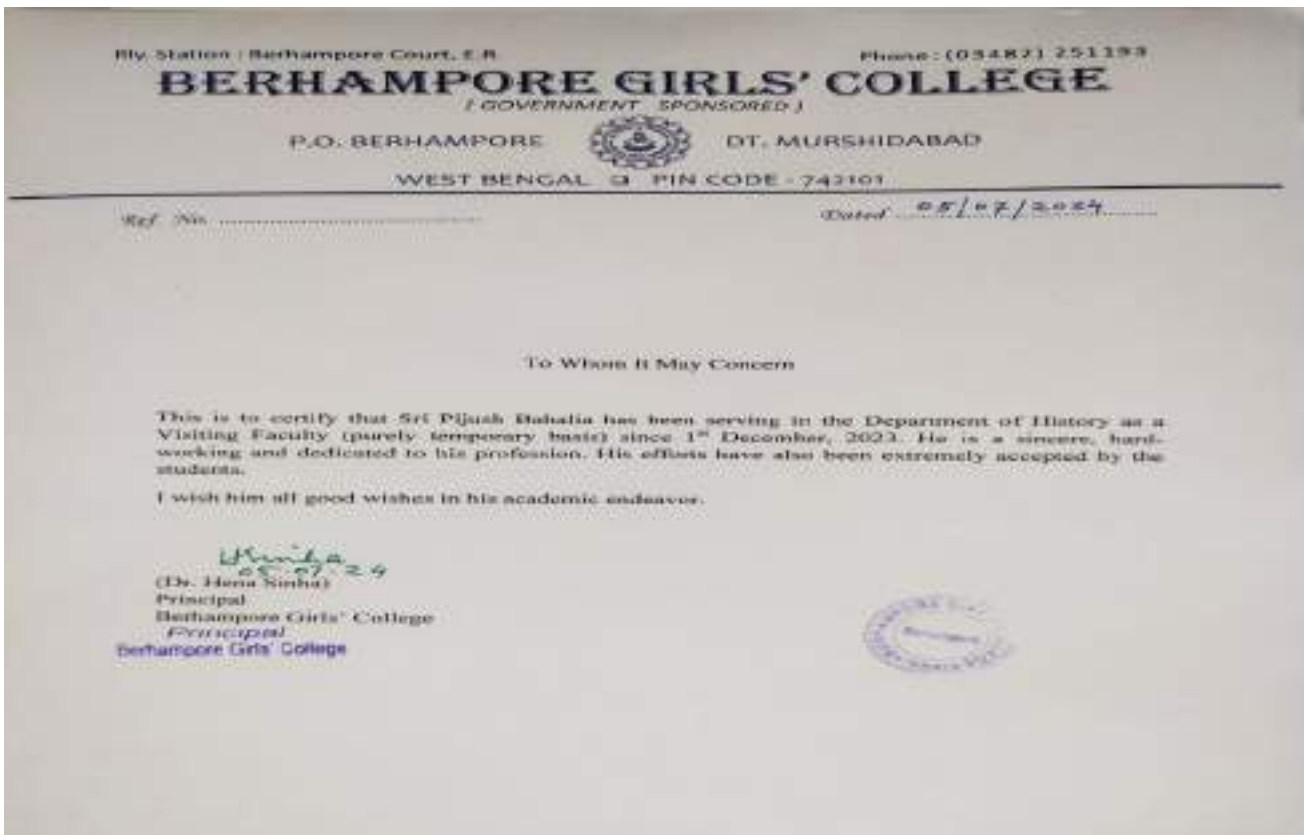 Rly. Station : Berhampore Court, E.R.
Phone : (03482) 251193
BERHAMPORE GIRLS' COLLEGE
( GOVERNMENT SPONSORED )
P.O. BERHAMPORE DT. MURSHIDABAD
WEST BENGAL PIN CODE - 742101
Ref. No. ........................................
Dated 05/07/2024
To Whom It May Concern
This is to certify that Sri Pijush Bahalia has been serving in the Department of History as a
Visiting Faculty (purely temporary basis) since 1st December, 2023. He is a sincere, hard-
working and dedicated to his profession. His efforts have also been extremely accepted by the
students.
I wish him all good wishes in his academic endeavor.
05.07.24
(Dr. Hena Sinha)
Principal
Berhampore Girls' College
Principal
Berhampore Girls' College